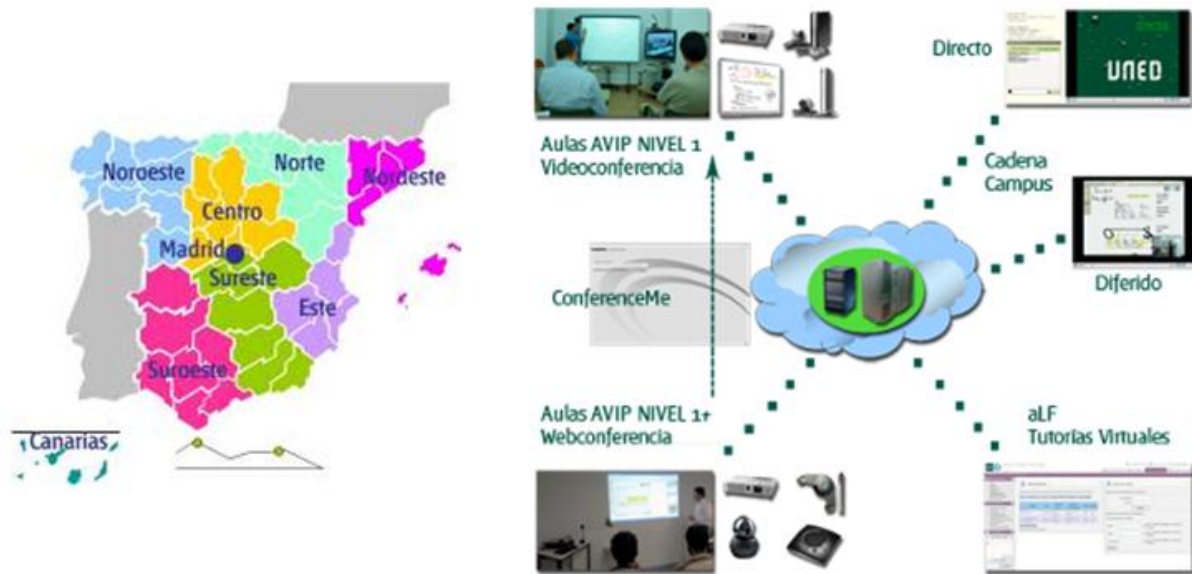 Noroeste
Norte
Nordeste
Centro
Madrid
Sureste
Este
Suroeste
Canarias
Aulas AVIP NIVEL 1
Videoconferencia
ConferenceMe
Aulas AVIP NIVEL 1+
Webconferencia
Directo
UNED
Cadena
Campus
Diferido
aLF
Tutorías Virtuales